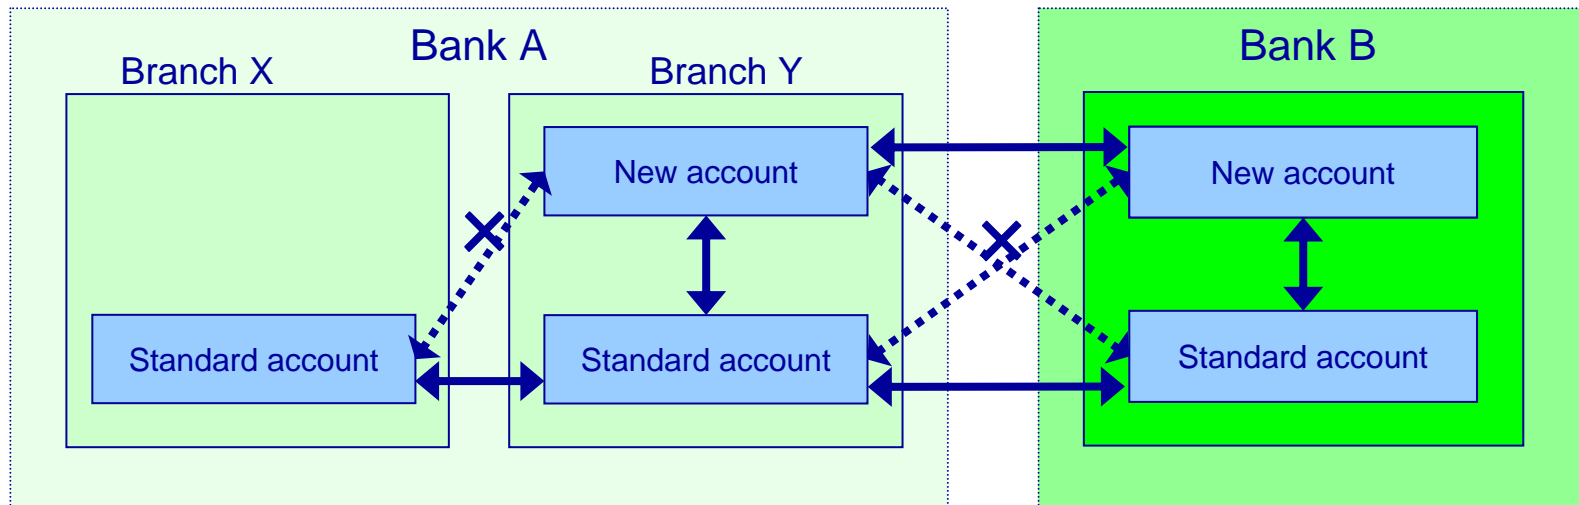 Bank A
Bank B
Branch X
Branch Y
New account
New account
Standard account
Standard account
Standard account